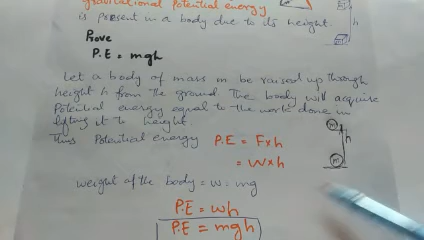 gravitational Potential energy
is present in a body due to its height.
h
Prove
P.E = mgh
Let a body of mass m be raised up through
height h from the ground. The body will acquire
Potential energy equal to the work done in
lifting it to height.
Thus Potential energy P.E = F×h
= W×h
m
h
m
weight of the body = W = mg
P.E = wh
P.E = mgh